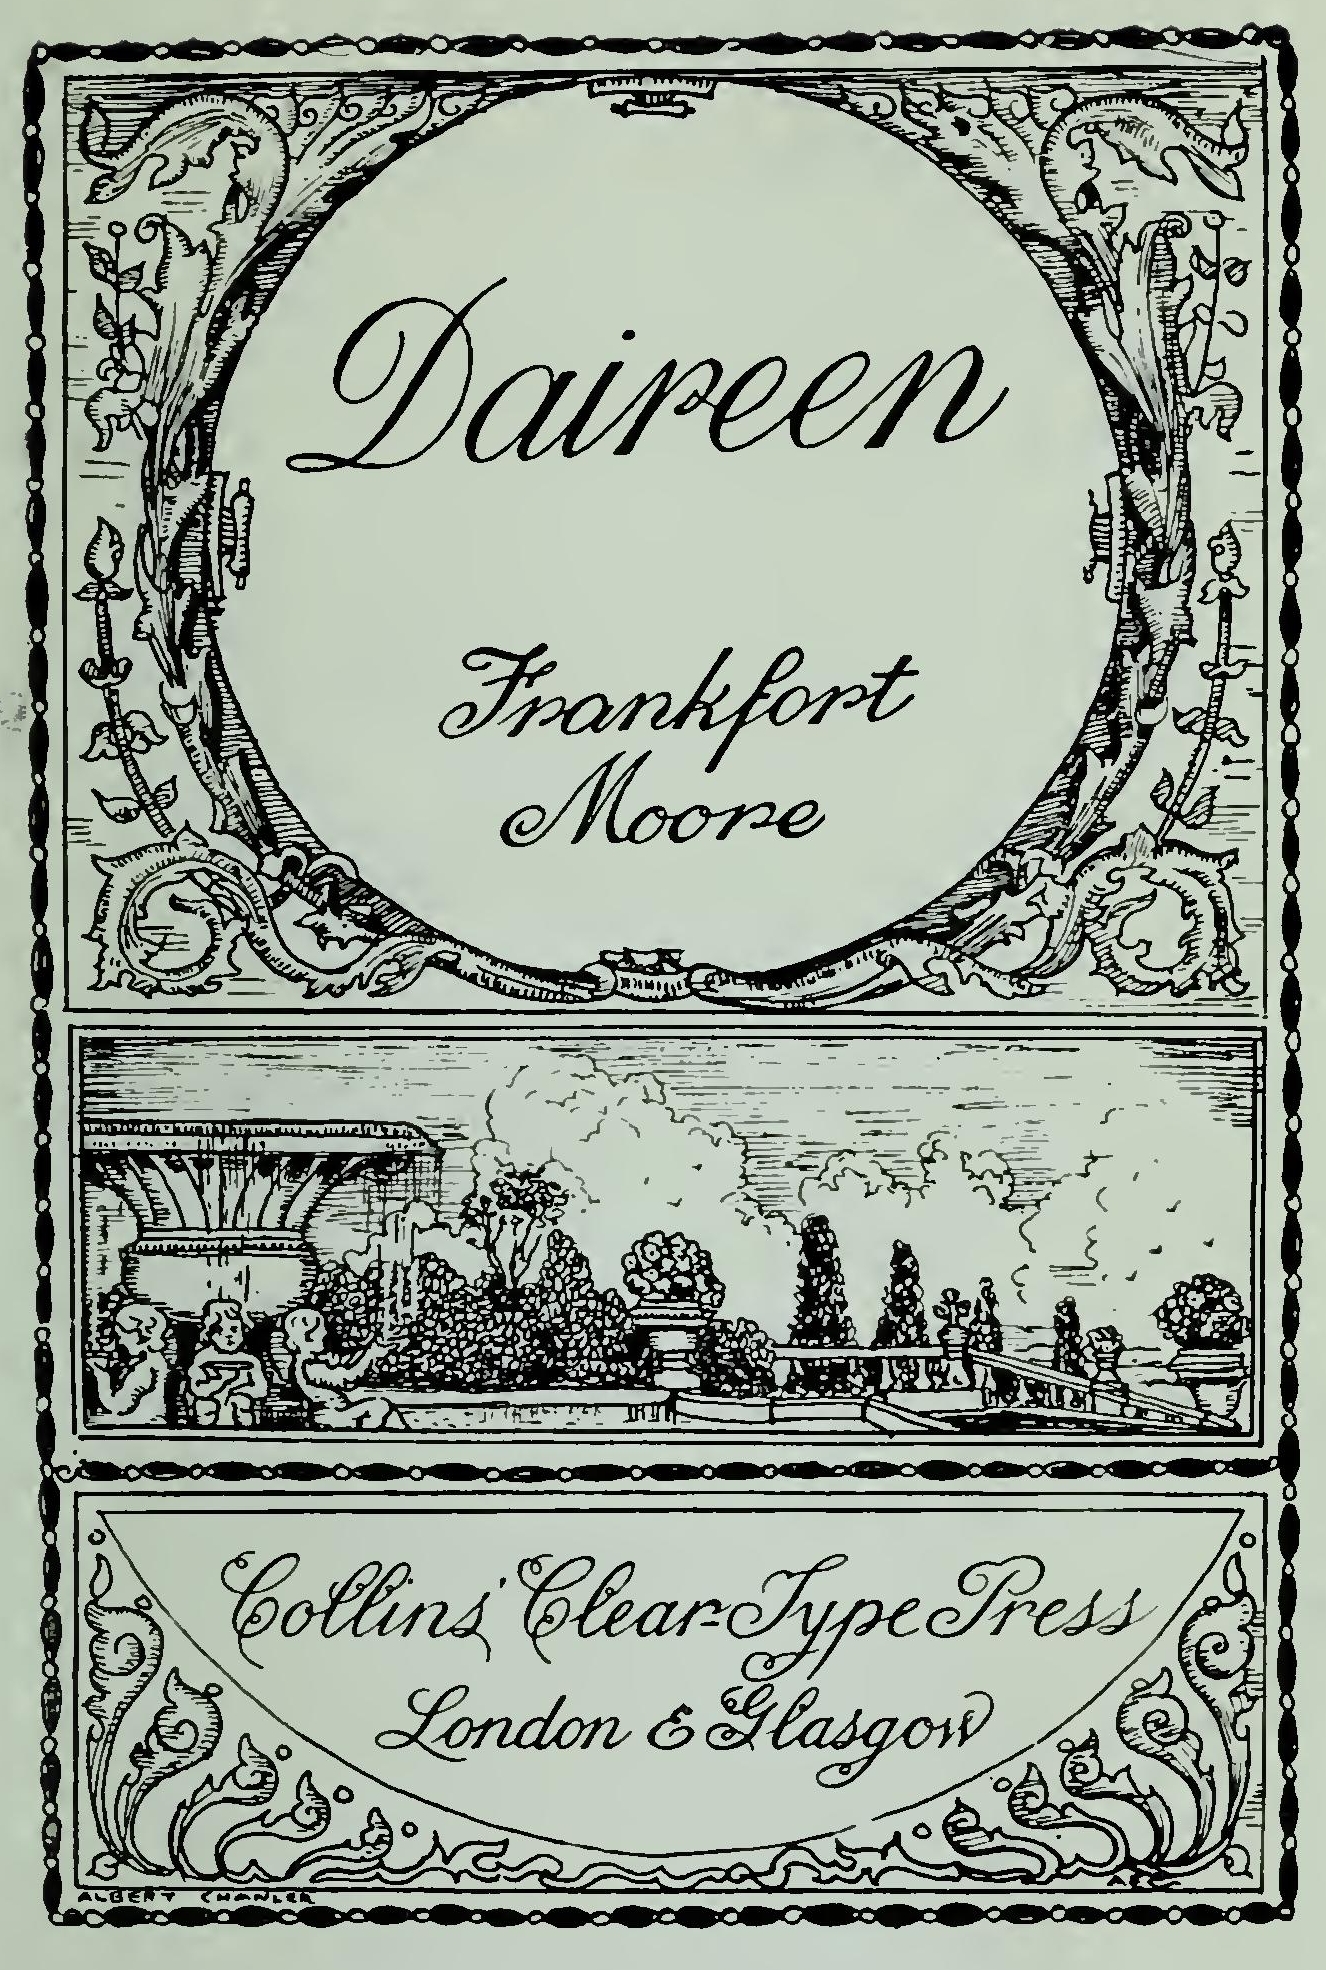 Daireen
Frankfort
Moore
Collins' Clear-Type Press
London & Glasgow
ALBERT CHANLER